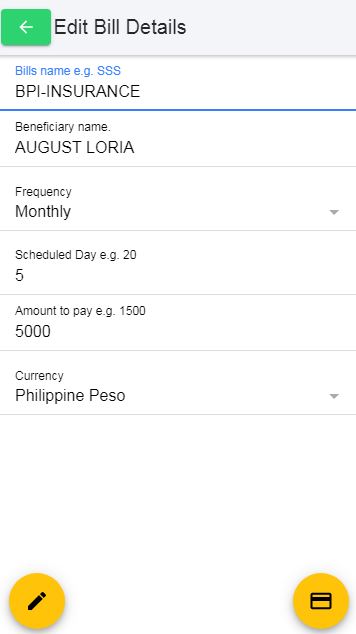 Edit Bill Details
Bills name e.g. SSS
BPI-INSURANCE
Beneficiary name.
AUGUST LORIA
Frequency
Monthly
Scheduled Day e.g. 20
5
Amount to pay e.g. 1500
5000
Currency
Philippine Peso